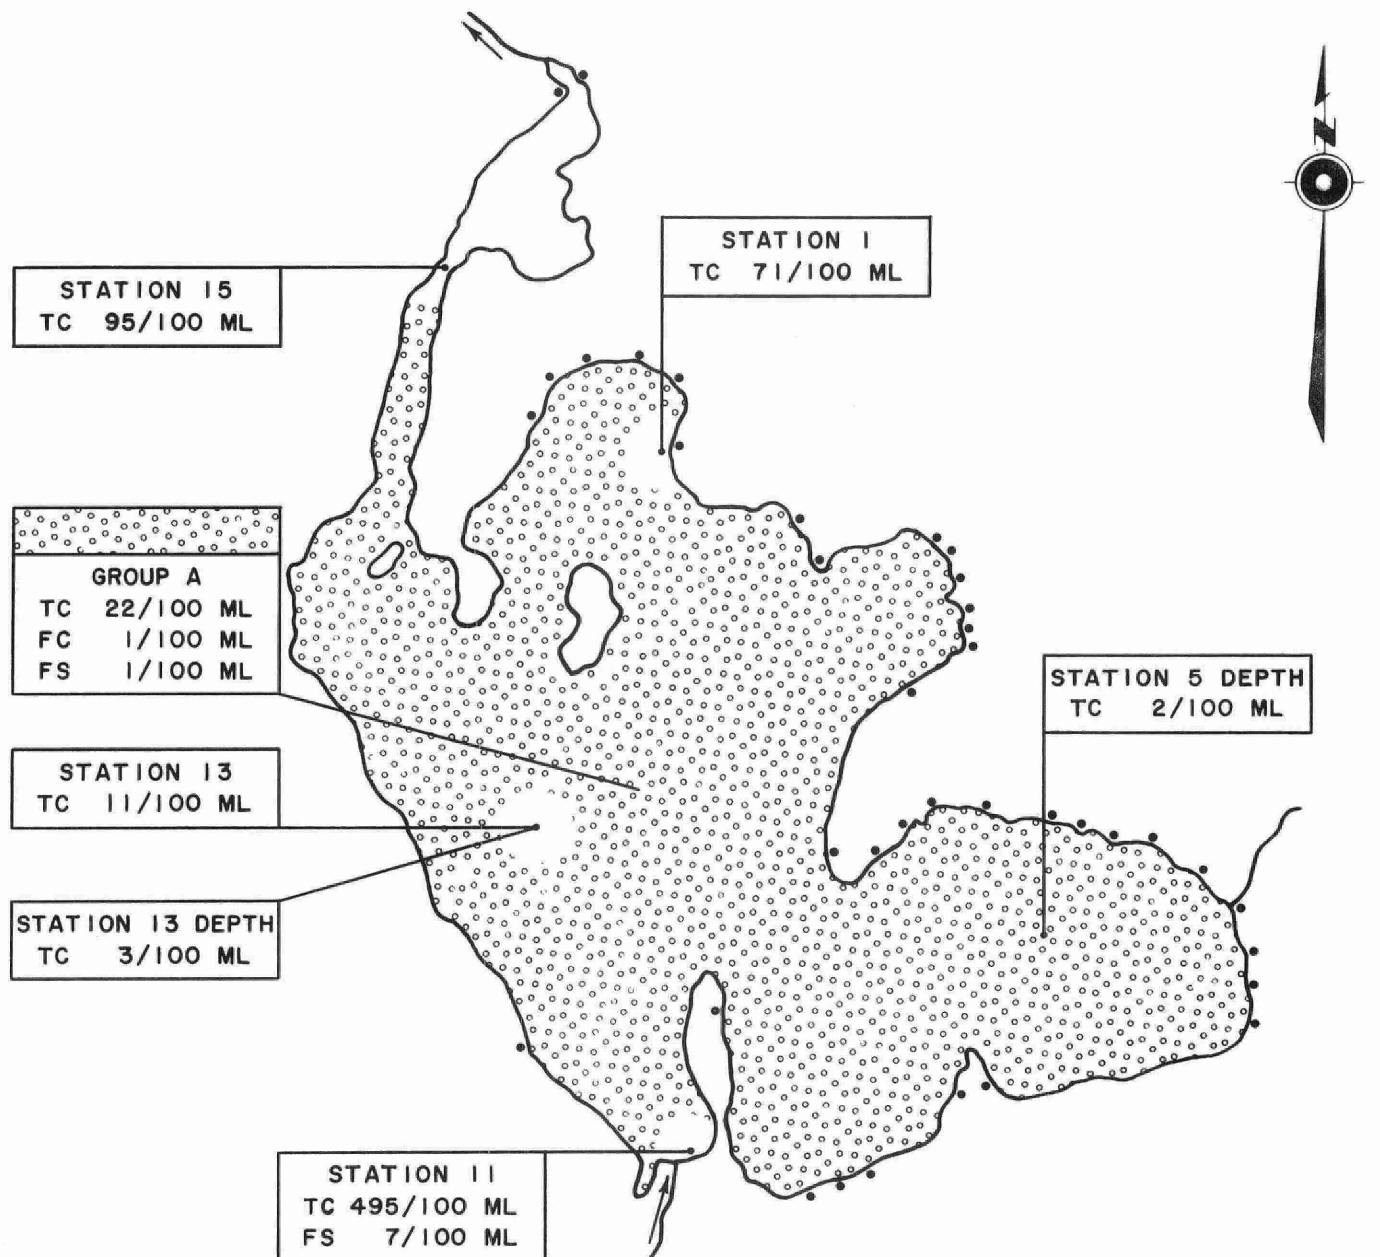 N
STATION 1
TC 71/100 ML
STATION 15
TC 95/100 ML
GROUP A
TC 22/100 ML
FC 1/100 ML
FS 1/100 ML
STATION 5 DEPTH
TC 2/100 ML
STATION 13
TC 11/100 ML
STATION 13 DEPTH
TC 3/100 ML
STATION 11
TC 495/100 ML
FS 7/100 ML